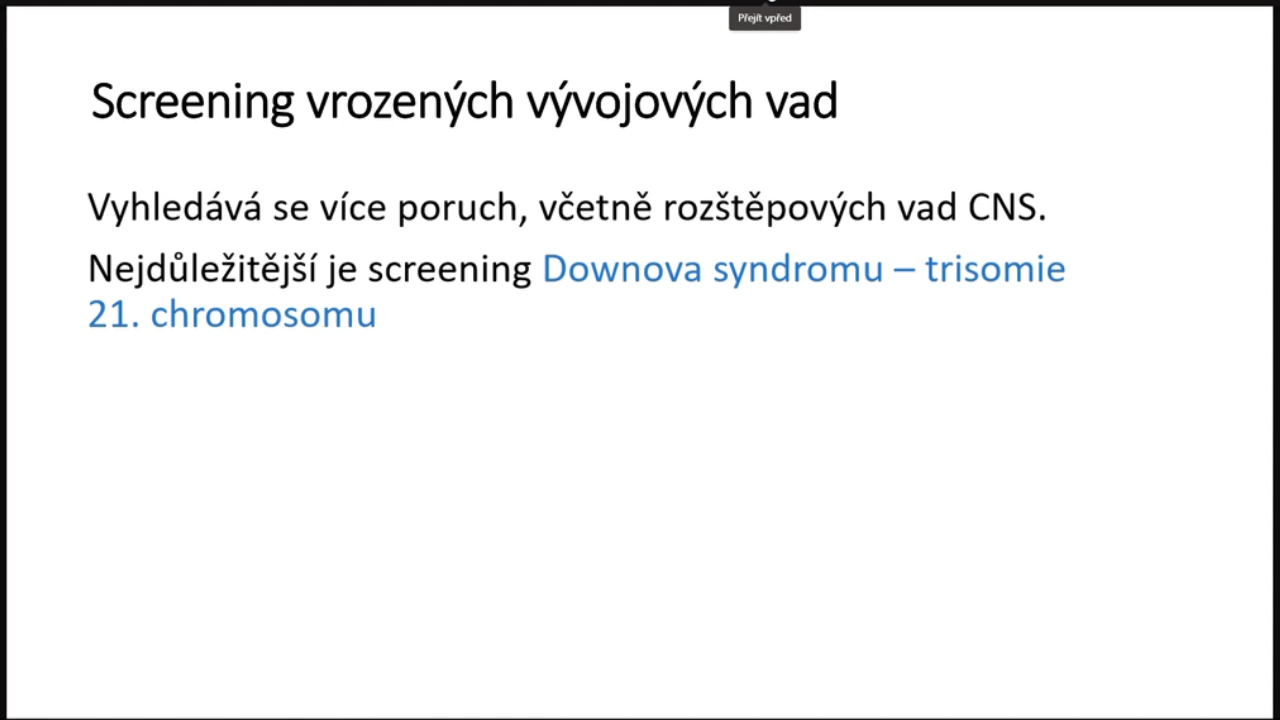 Přejít vpřed
Screening vrozených vývojových vad
Vyhledává se více poruch, včetně rozštěpových vad CNS.
Nejdůležitější je screening Downova syndromu – trisomie
21. chromosomu